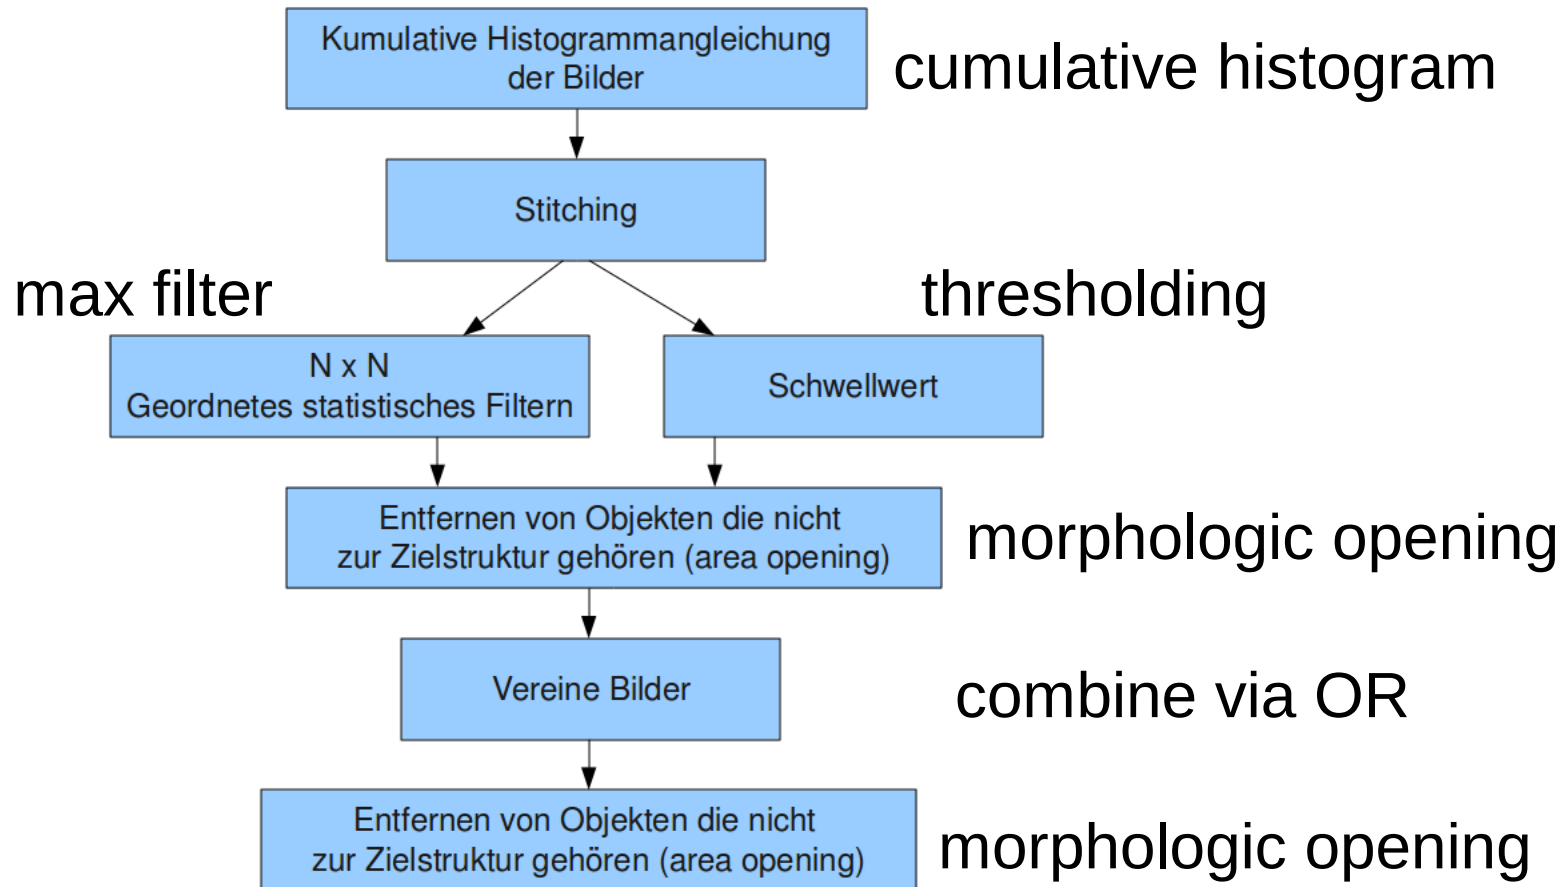 Kumulative Histogrammangleichung
der Bilder
cumulative histogram
Stitching
max filter
thresholding
N x N
Geordnetes statistisches Filtern
Schwellwert
Entfernen von Objekten die nicht
zur Zielstruktur gehören (area opening)
morphologic opening
Vereine Bilder
combine via OR
Entfernen von Objekten die nicht
zur Zielstruktur gehören (area opening)
morphologic opening